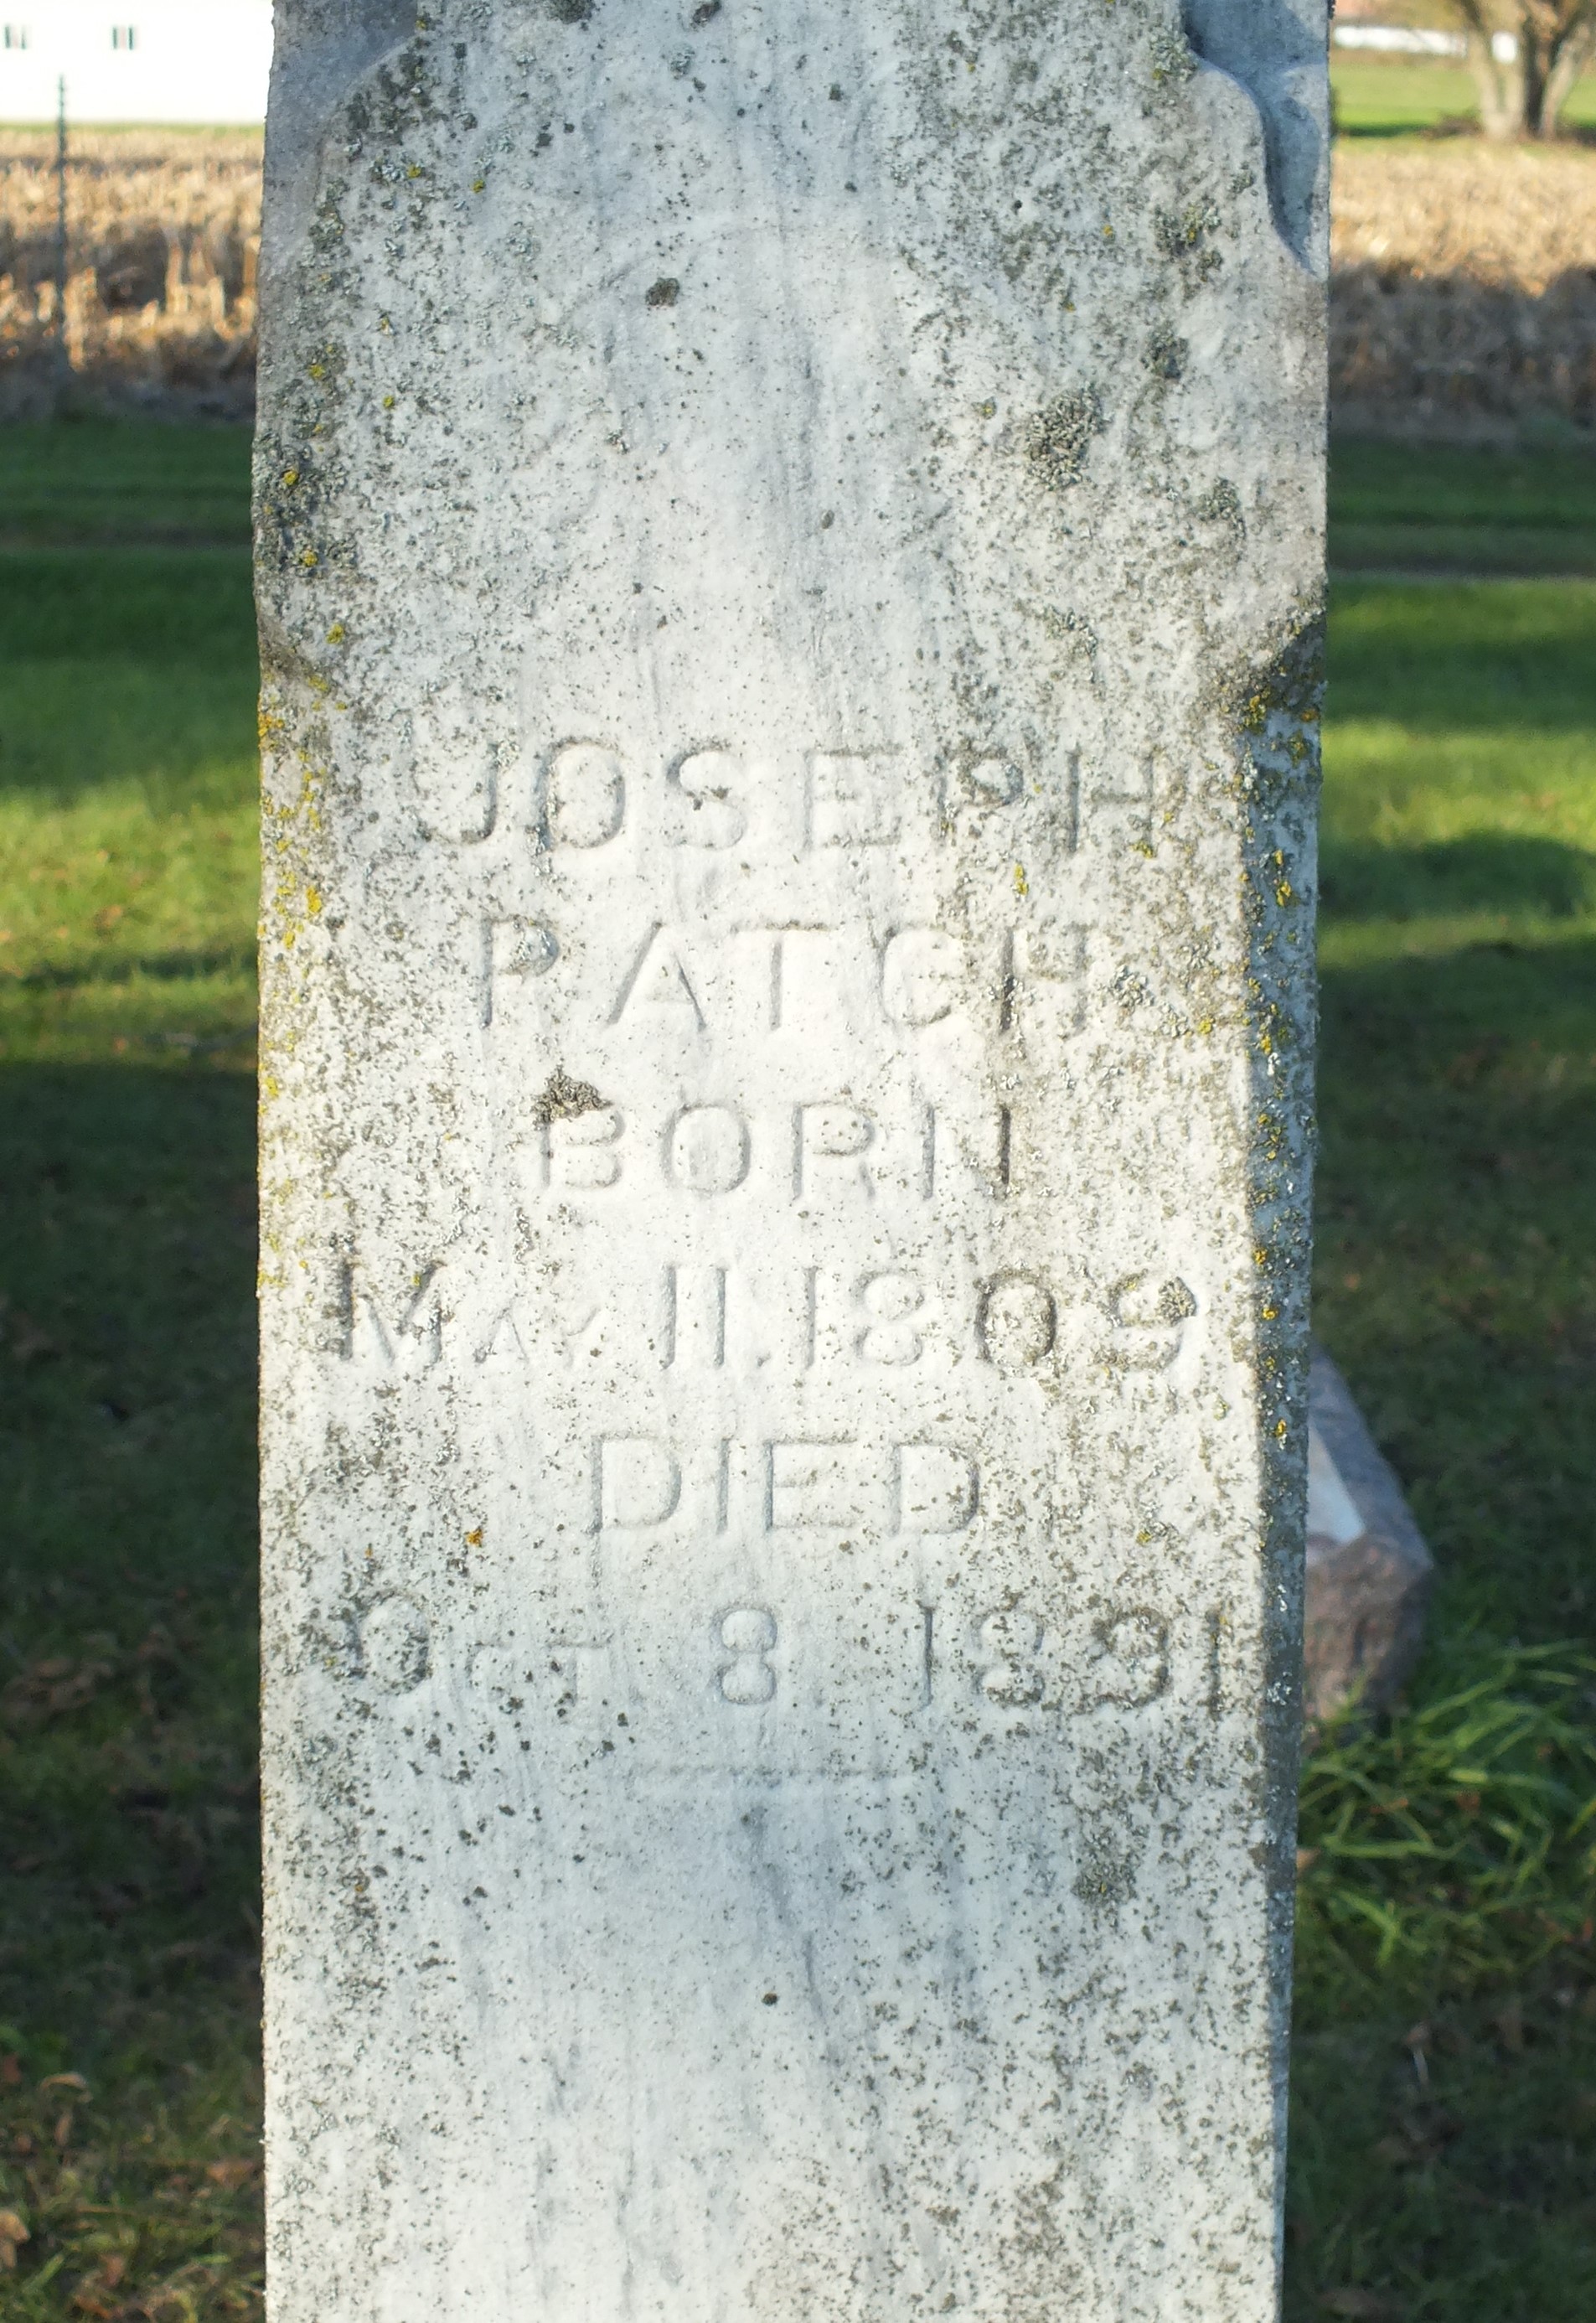 JOSEPH
PATCH
BORN
MAY 11, 1809
DIED
OCT 8 1891